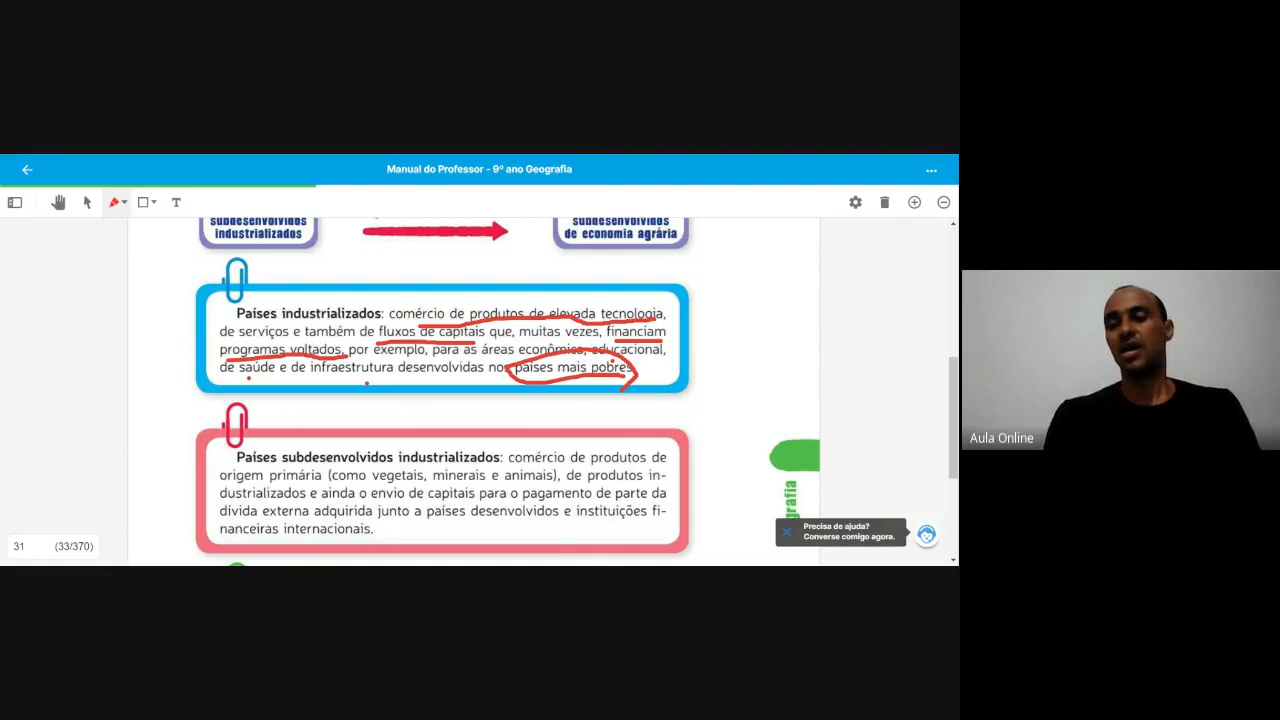 Manual do Professor - 9º ano Geografia
...
T
subdesenvolvidos
industrializados
subdesenvolvidos
de economia agrária
Países industrializados: comércio de produtos de elevada tecnologia,
de serviços e também de fluxos de capitais que, muitas vezes, financiam
programas voltados, por exemplo, para as áreas econômica, educacional,
de saúde e de infraestrutura desenvolvidas nos países mais pobres.
Países subdesenvolvidos industrializados: comércio de produtos de
origem primária (como vegetais, minerais e animais), de produtos in-
dustrializados e ainda o envio de capitais para o pagamento de parte da
dívida externa adquirida junto a países desenvolvidos e instituições fi-
nanceiras internacionais.
grafia
Precisa de ajuda?
Converse comigo agora.
31 (33/370)
Aula Online